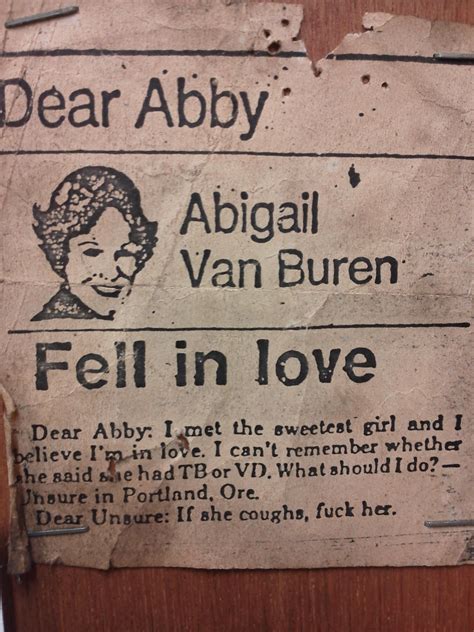 Dear Abby
Abigail
Van Buren
Fell in love
Dear Abby: I met the sweetest girl and I
believe I'm in love. I can't remember whether
she said she had TB or VD. What should I do?—
Unsure in Portland, Ore.
Dear Unsure: If she coughs, fuck her.